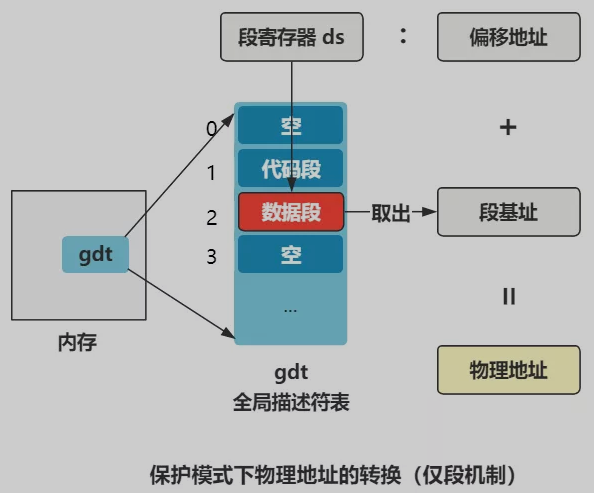 段寄存器 ds
:
偏移地址
+
0
空
1
代码段
2
数据段
取出
段基址
3
空
...
=
gdt
内存
物理地址
gdt
全局描述符表
保护模式下物理地址的转换（仅段机制）